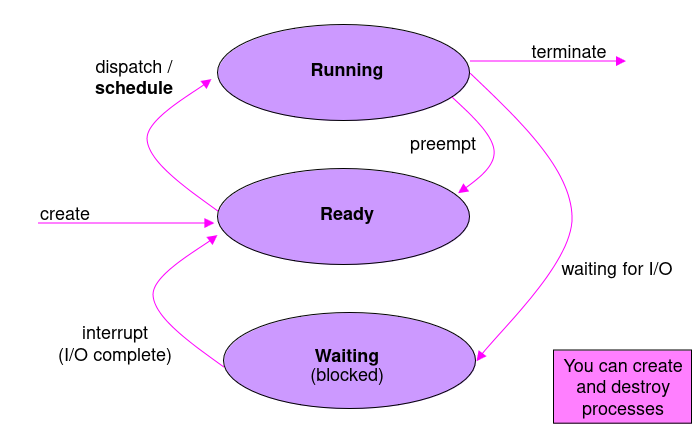 dispatch /
schedule
Running
terminate
preempt
create
Ready
waiting for I/O
interrupt
(I/O complete)
Waiting
(blocked)
You can create
and destroy
processes